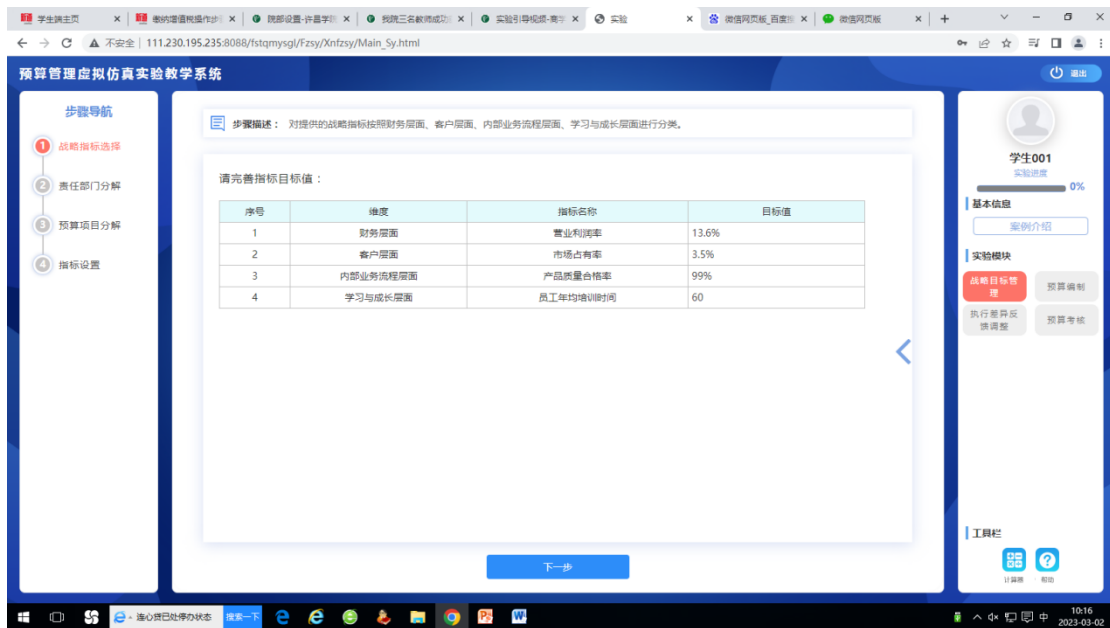 学生端主页
缴纳增值税操作步
院部设置-许昌学
我院三名教师成功
实验引导视频-商学
实验
微信网页版_百度
微信网页版
不安全 | 111.230.195.235:8088/fstqmysgl/Fzsy/Xnfzsy/Main_Sy.html
预算管理虚拟仿真实验教学系统
退出
步骤导航
1 战略指标选择
2 责任部门分解
3 预算项目分解
4 指标设置
步骤描述： 对提供的战略指标按照财务层面、客户层面、内部业务流程层面、学习与成长层面进行分类。
请完善指标目标值：
序号 维度 指标名称 目标值
1 财务层面 营业利润率 13.6%
2 客户层面 市场占有率 3.5%
3 内部业务流程层面 产品质量合格率 99%
4 学习与成长层面 员工年均培训时间 60
下一步
学生001
实验进度
0%
基本信息
案例介绍
实验模块
战略目标管
理
预算编制
执行差异反
馈调整
预算考核
工具栏
计算器
帮助
连心贷已处停办状态
搜索一下
中
10:16
2023-03-02